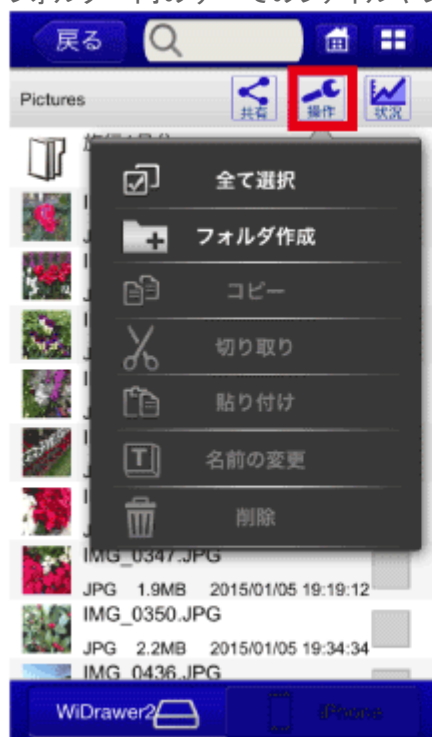 戻る
Pictures
共有
操作
状況
全て選択
フォルダ作成
コピー
切り取り
貼り付け
名前の変更
削除
IMG_0347.JPG
JPG 1.9MB 2015/01/05 19:19:12
IMG_0350.JPG
JPG 2.2MB 2015/01/05 19:34:34
IMG_0436.JPG
WiDrawer2